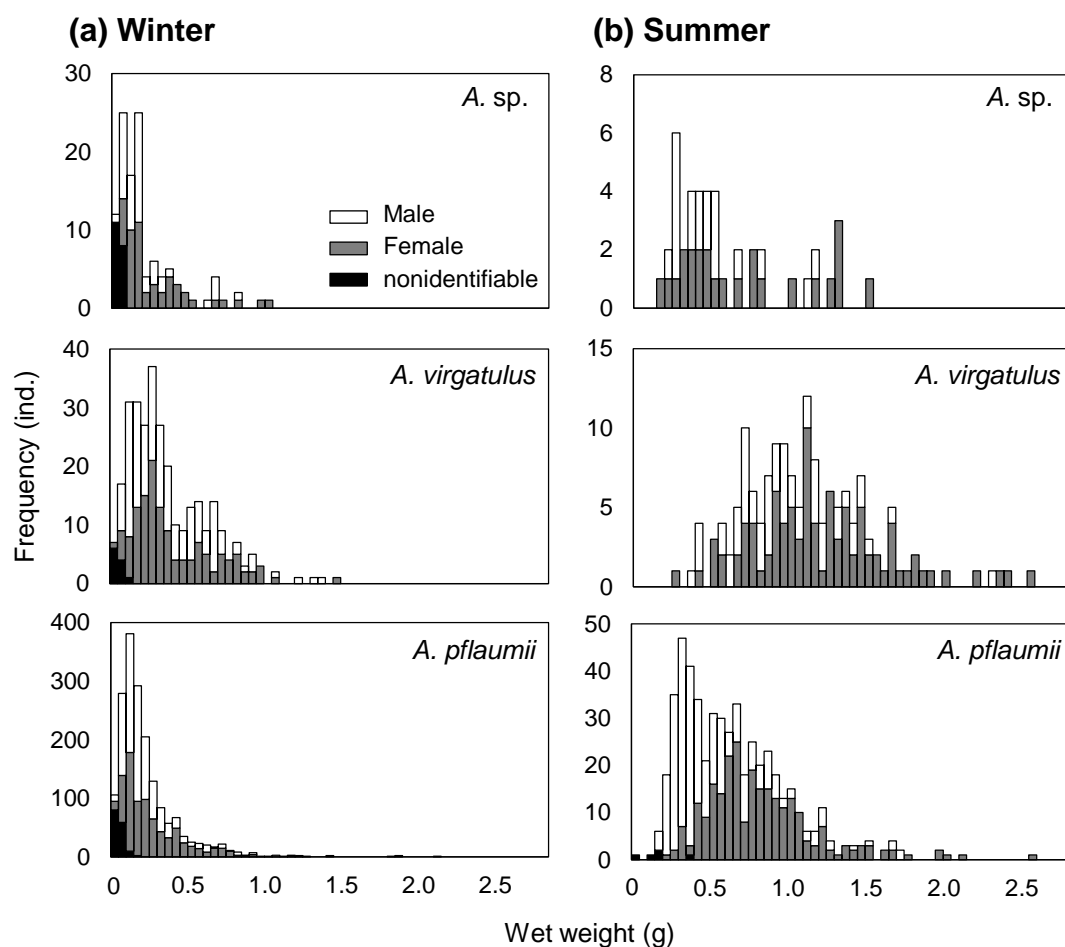 (a) Winter
(b) Summer
30
20
10
0
A. sp.
Male
Female
nonidentifiable
8
6
4
2
0
A. sp.
Frequency (ind.)
40
30
20
10
0
A. virgatulus
15
10
5
0
A. virgatulus
400
300
200
100
0
A. pflaumii
50
40
30
20
10
0
A. pflaumii
0 0.5 1.0 1.5 2.0 2.5
0 0.5 1.0 1.5 2.0 2.5
Wet weight (g)